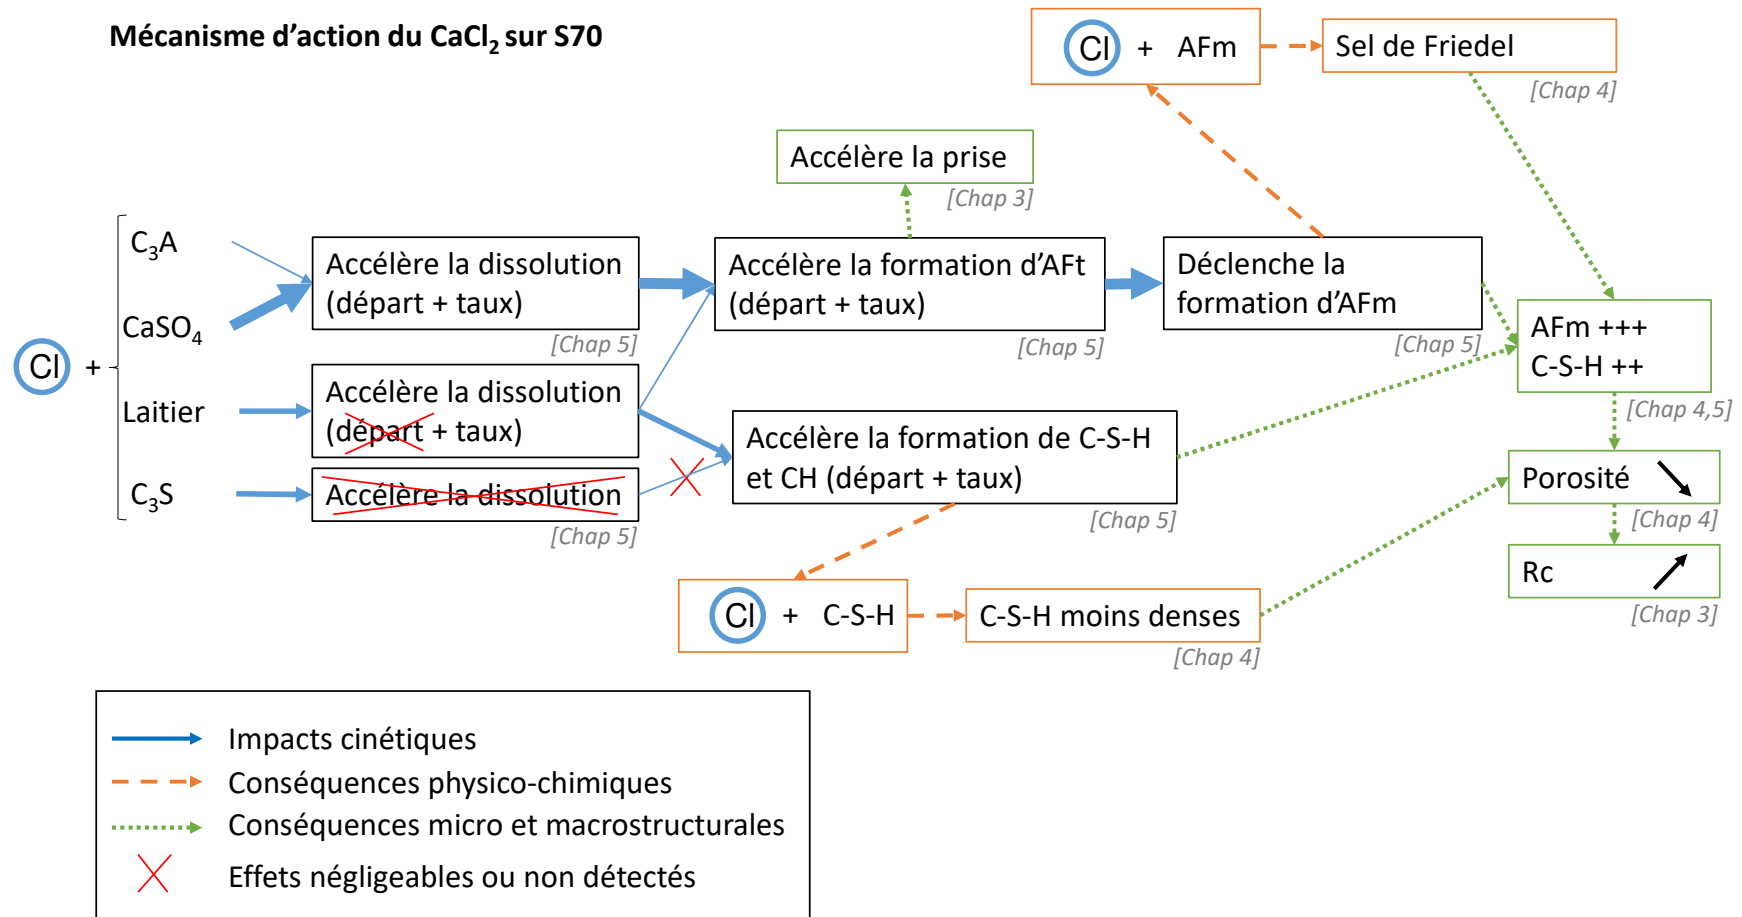 Mécanisme d'action du CaCl₂ sur S70
Cl + AFm
Sel de Friedel
[Chap 4]
Accélère la prise
[Chap 3]
Cl +
C₃A
CaSO₄
Laitier
C₃S
Accélère la dissolution
(départ + taux)
[Chap 5]
Accélère la formation d'AFt
(départ + taux)
[Chap 5]
Déclenche la
formation d'AFm
[Chap 5]
AFm +++
C-S-H ++
[Chap 4,5]
Accélère la dissolution
(départ + taux)
Accélère la dissolution
[Chap 5]
Accélère la formation de C-S-H
et CH (départ + taux)
[Chap 5]
Porosité
[Chap 4]
Rc
[Chap 3]
Cl + C-S-H
C-S-H moins denses
[Chap 4]
Impacts cinétiques
Conséquences physico-chimiques
Conséquences micro et macrostructurales
Effets négligeables ou non détectés